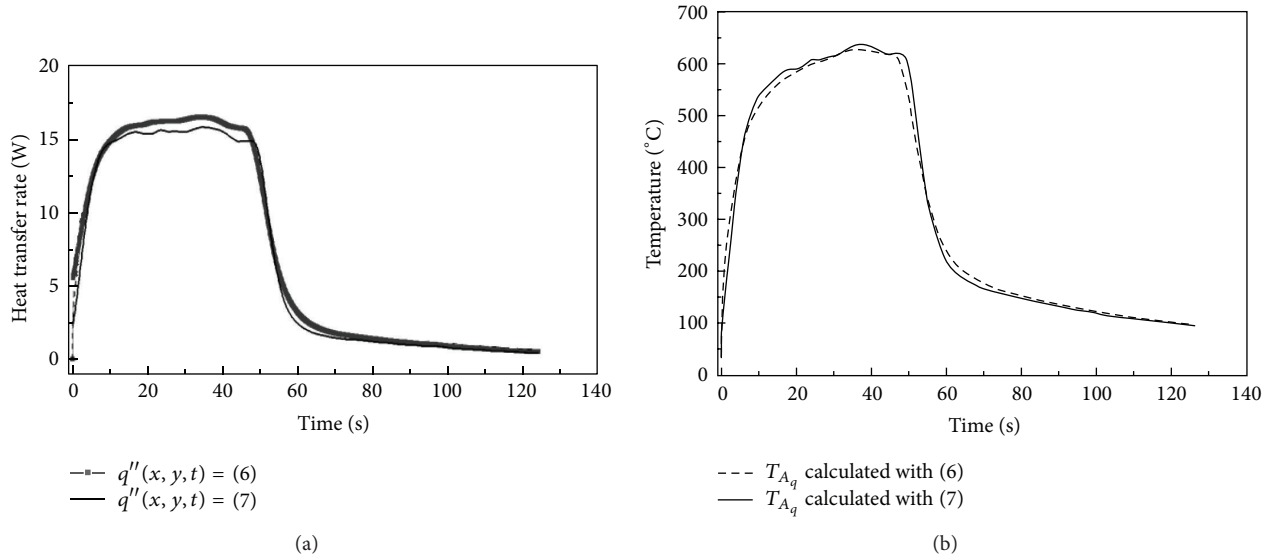 20
15
10
5
0
Heat transfer rate (W)
0 20 40 60 80 100 120 140
Time (s)
q″(x, y, t) = (6)
q″(x, y, t) = (7)
(a)
700
600
500
400
300
200
100
0
Temperature (°C)
0 20 40 60 80 100 120 140
Time (s)
T_{A_q} calculated with (6)
T_{A_q} calculated with (7)
(b)